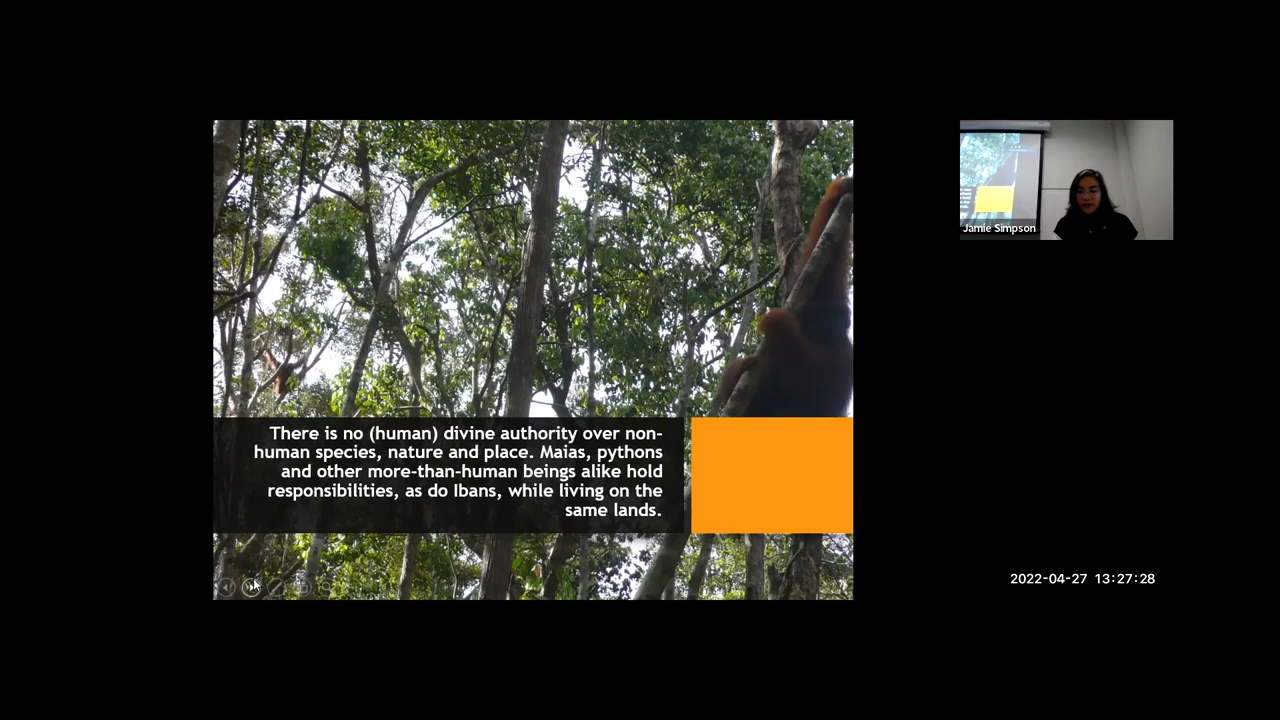 There is no (human) divine authority over non-
human species, nature and place. Maias, pythons
and other more-than-human beings alike hold
responsibilities, as do Ibans, while living on the
same lands.
Jamie Simpson
2022-04-27 13:27:28